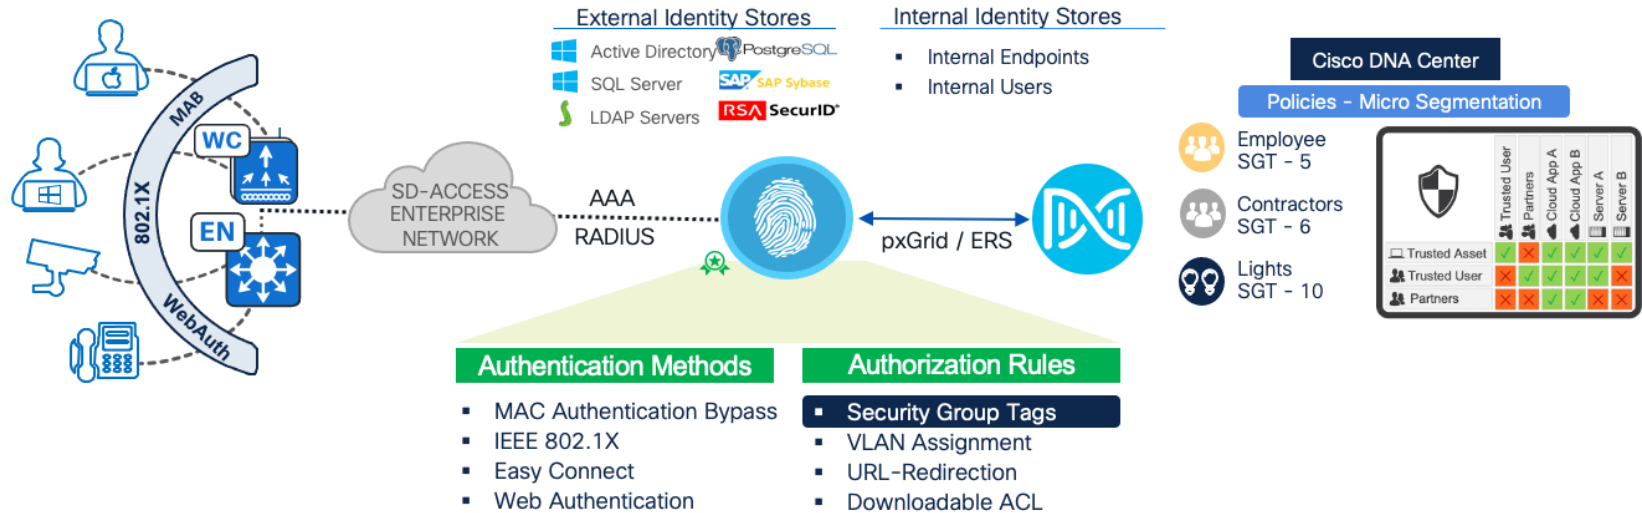 External Identity Stores
Active Directory
PostgreSQL
SQL Server
SAP
SAP Sybase
LDAP Servers
RSA SecurID®
Internal Identity Stores
▪ Internal Endpoints
▪ Internal Users
Cisco DNA Center
Policies - Micro Segmentation
Employee
SGT - 5
Contractors
SGT - 6
Lights
SGT - 10
Trusted User
Partners
Cloud App A
Cloud App B
Server A
Server B
Trusted Asset
Trusted User
Partners
MAB
802.1X
WebAuth
WC
EN
SD-ACCESS
ENTERPRISE
NETWORK
AAA
RADIUS
pxGrid / ERS
Authentication Methods
▪ MAC Authentication Bypass
▪ IEEE 802.1X
▪ Easy Connect
▪ Web Authentication
Authorization Rules
▪ Security Group Tags
▪ VLAN Assignment
▪ URL-Redirection
▪ Downloadable ACL